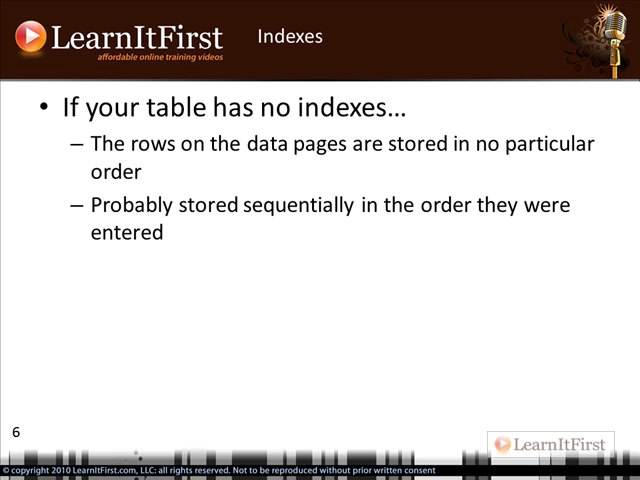 LearnItFirst
affordable online training videos
Indexes
• If your table has no indexes…
– The rows on the data pages are stored in no particular
order
– Probably stored sequentially in the order they were
entered
6
LearnItFirst
© copyright 2010 LearnItFirst.com, LLC: all rights reserved. Not to be reproduced without prior written consent